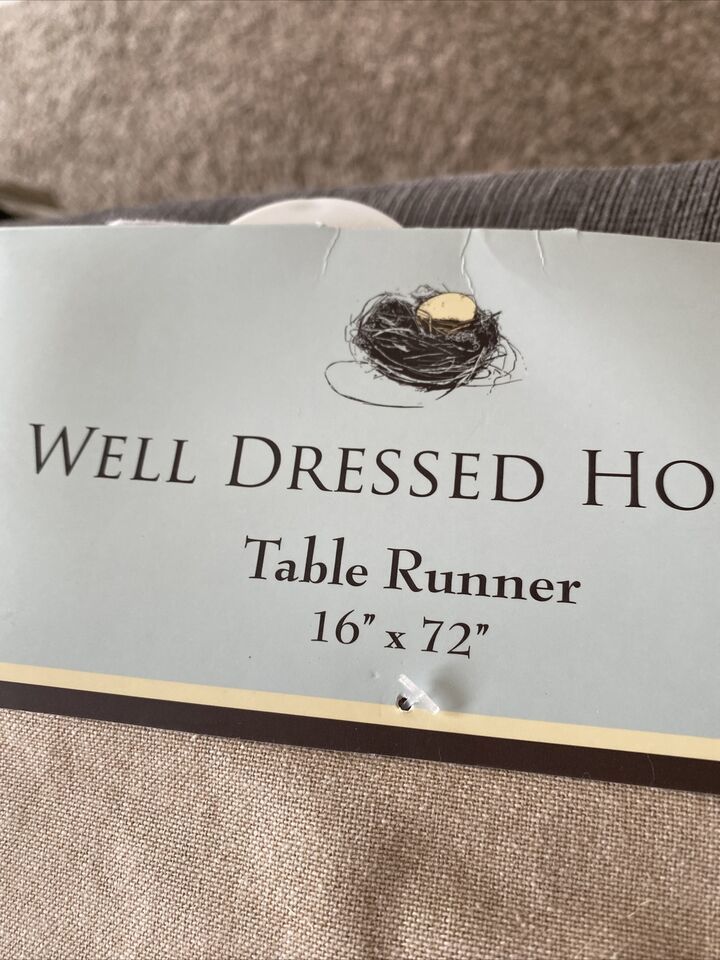 WELL DRESSED HO
Table Runner
16" x 72"